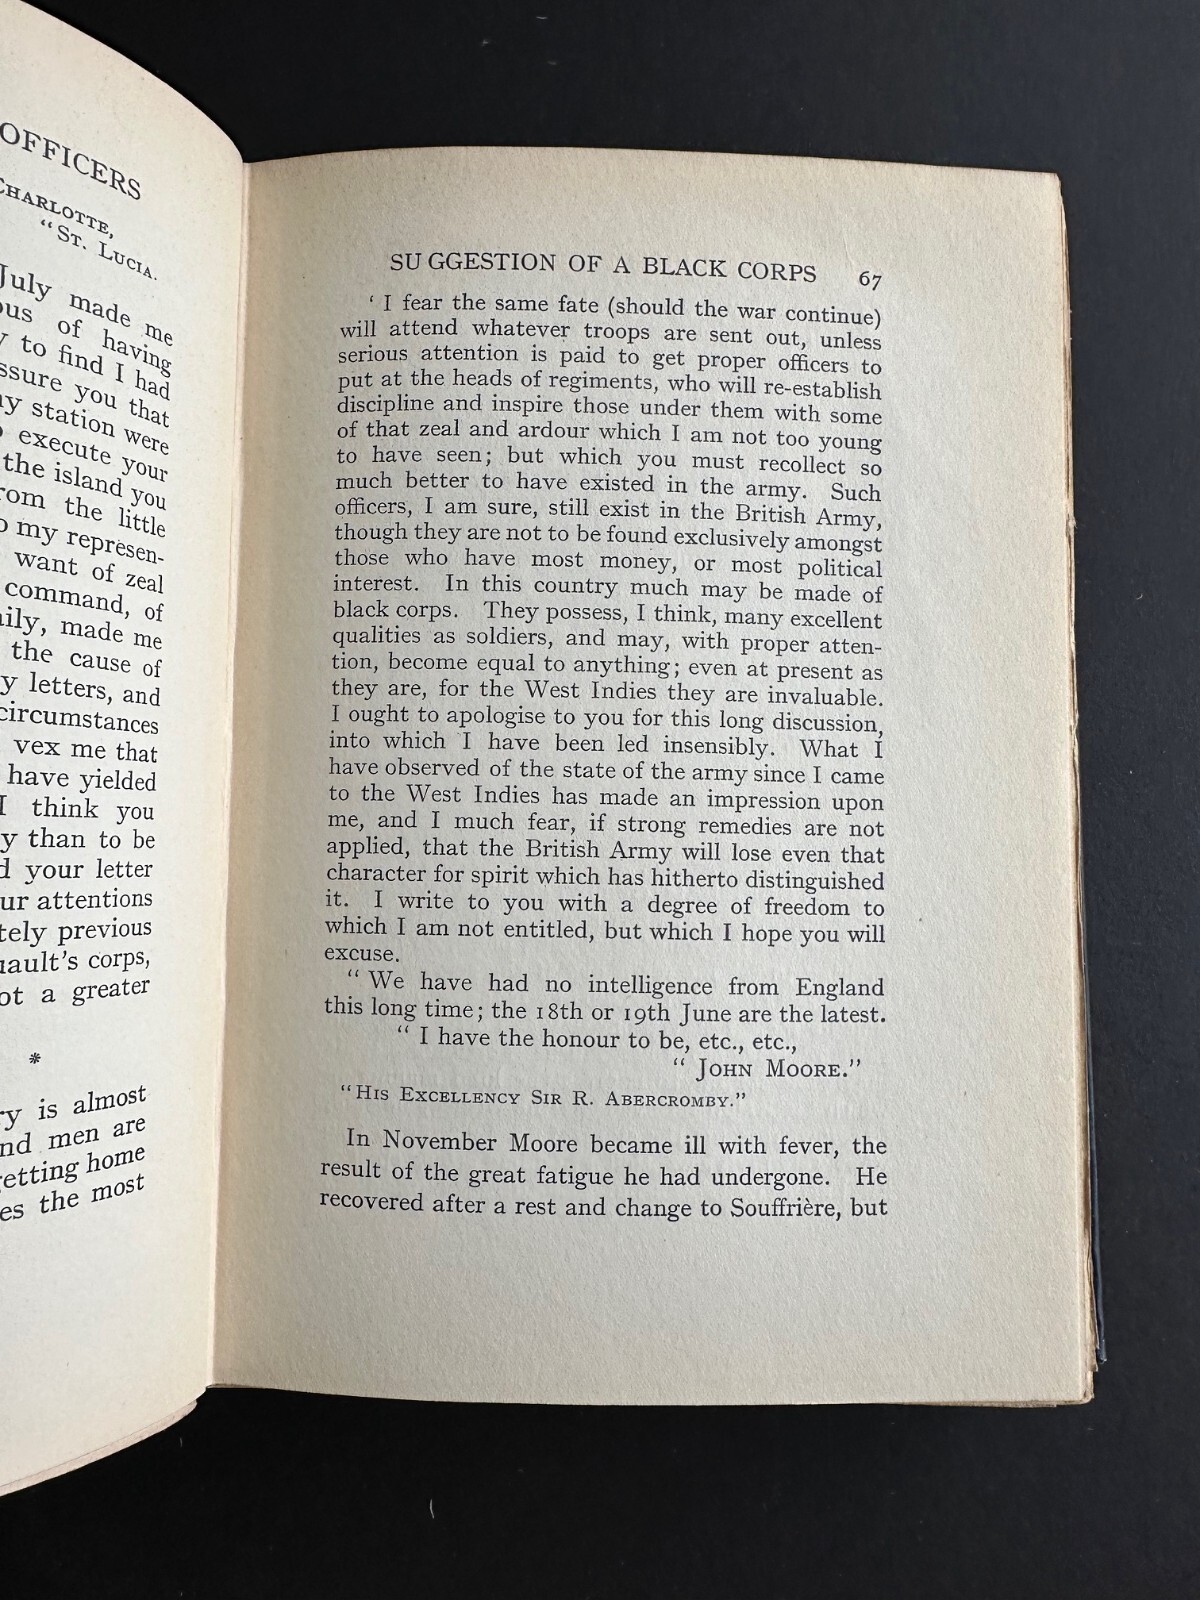 OFFICERS
CHARLOTTE,
"ST. LUCIA.
July made me
of having
to find I had
you that
station were
execute your
the island you
the little
my represen-
want of zeal
command, of
made me
the cause of
letters, and
circumstances
vex me that
have yielded
I think you
than to be
your letter
attentions
previous
corps,
a greater
*
is almost
men are
home
the most
SU GGESTION OF A BLACK CORPS 67
' I fear the same fate (should the war continue)
will attend whatever troops are sent out, unless
serious attention is paid to get proper officers to
put at the heads of regiments, who will re-establish
discipline and inspire those under them with some
of that zeal and ardour which I am not too young
to have seen; but which you must recollect so
much better to have existed in the army. Such
officers, I am sure, still exist in the British Army,
though they are not to be found exclusively amongst
those who have most money, or most political
interest. In this country much may be made of
black corps. They possess, I think, many excellent
qualities as soldiers, and may, with proper atten-
tion, become equal to anything; even at present as
they are, for the West Indies they are invaluable.
I ought to apologise to you for this long discussion,
into which I have been led insensibly. What I
have observed of the state of the army since I came
to the West Indies has made an impression upon
me, and I much fear, if strong remedies are not
applied, that the British Army will lose even that
character for spirit which has hitherto distinguished
it. I write to you with a degree of freedom to
which I am not entitled, but which I hope you will
excuse.
" We have had no intelligence from England
this long time; the 18th or 19th June are the latest.
" I have the honour to be, etc., etc.,
" JOHN MOORE."
"HIS EXCELLENCY SIR R. ABERCROMBY."
In November Moore became ill with fever, the
result of the great fatigue he had undergone. He
recovered after a rest and change to Souffrière, but